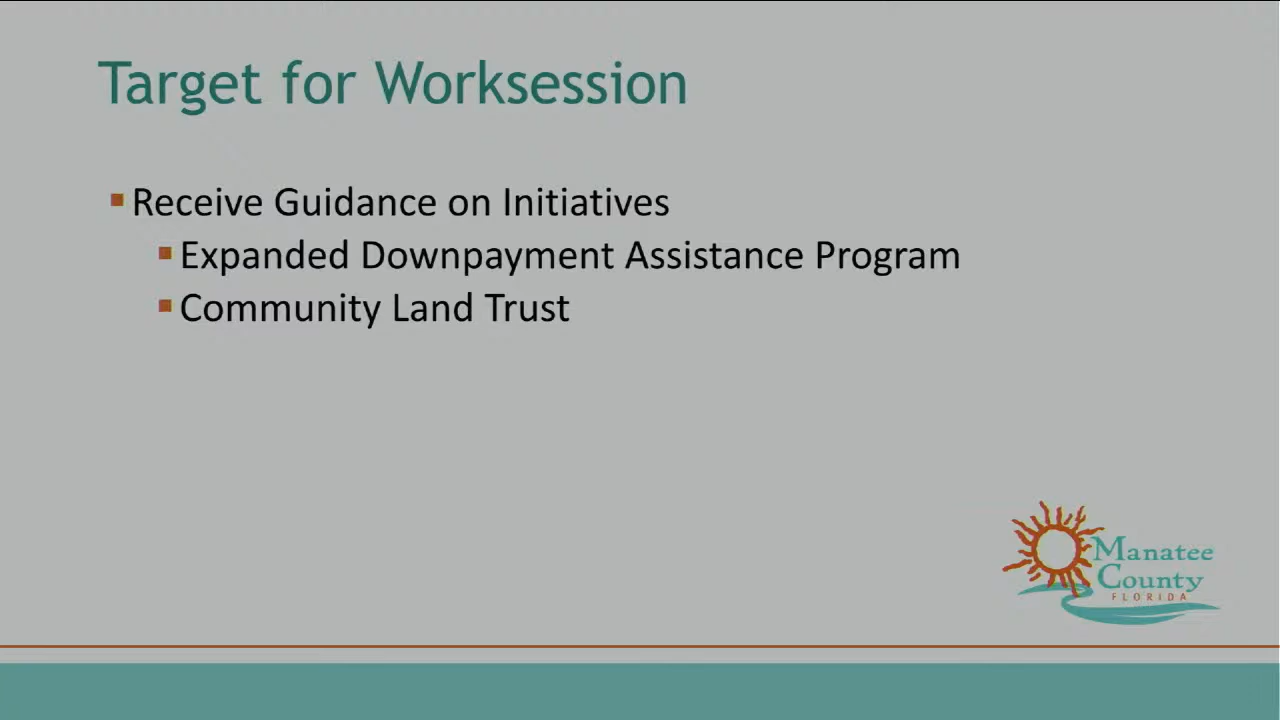 Target for Worksession
Receive Guidance on Initiatives
Expanded Downpayment Assistance Program
Community Land Trust
Manatee
County
FLORIDA